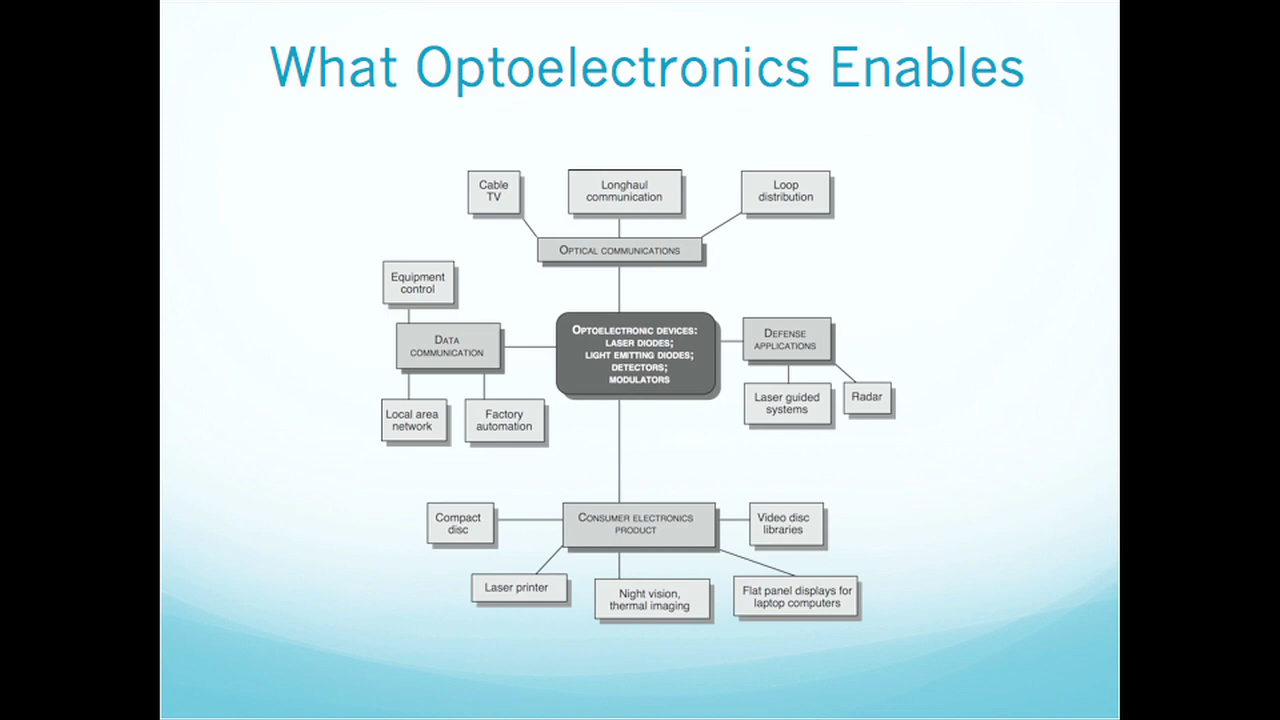 What Optoelectronics Enables
Cable
TV
Longhaul
communication
Loop
distribution
OPTICAL COMMUNICATIONS
Equipment
control
DATA
COMMUNICATION
OPTOELECTRONIC DEVICES:
LASER DIODES;
LIGHT EMITTING DIODES;
DETECTORS;
MODULATORS
DEFENSE
APPLICATIONS
Local area
network
Factory
automation
Laser guided
systems
Radar
Compact
disc
CONSUMER ELECTRONICS
PRODUCT
Video disc
libraries
Laser printer
Night vision,
thermal imaging
Flat panel displays for
laptop computers